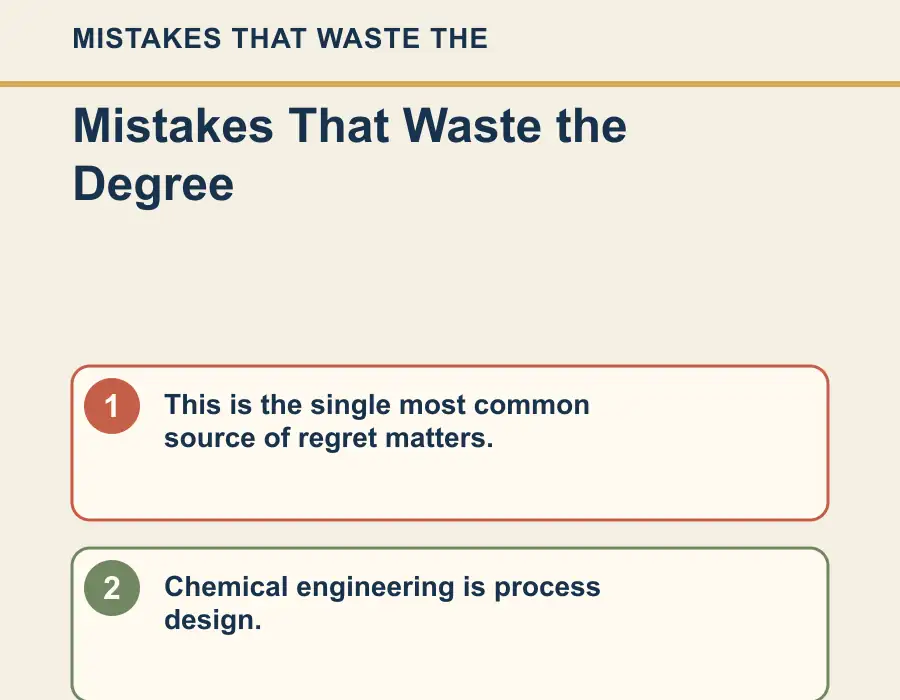 MISTAKES THAT WASTE THE
Mistakes That Waste the
Degree
1
This is the single most common
source of regret matters.
2
Chemical engineering is process
design.